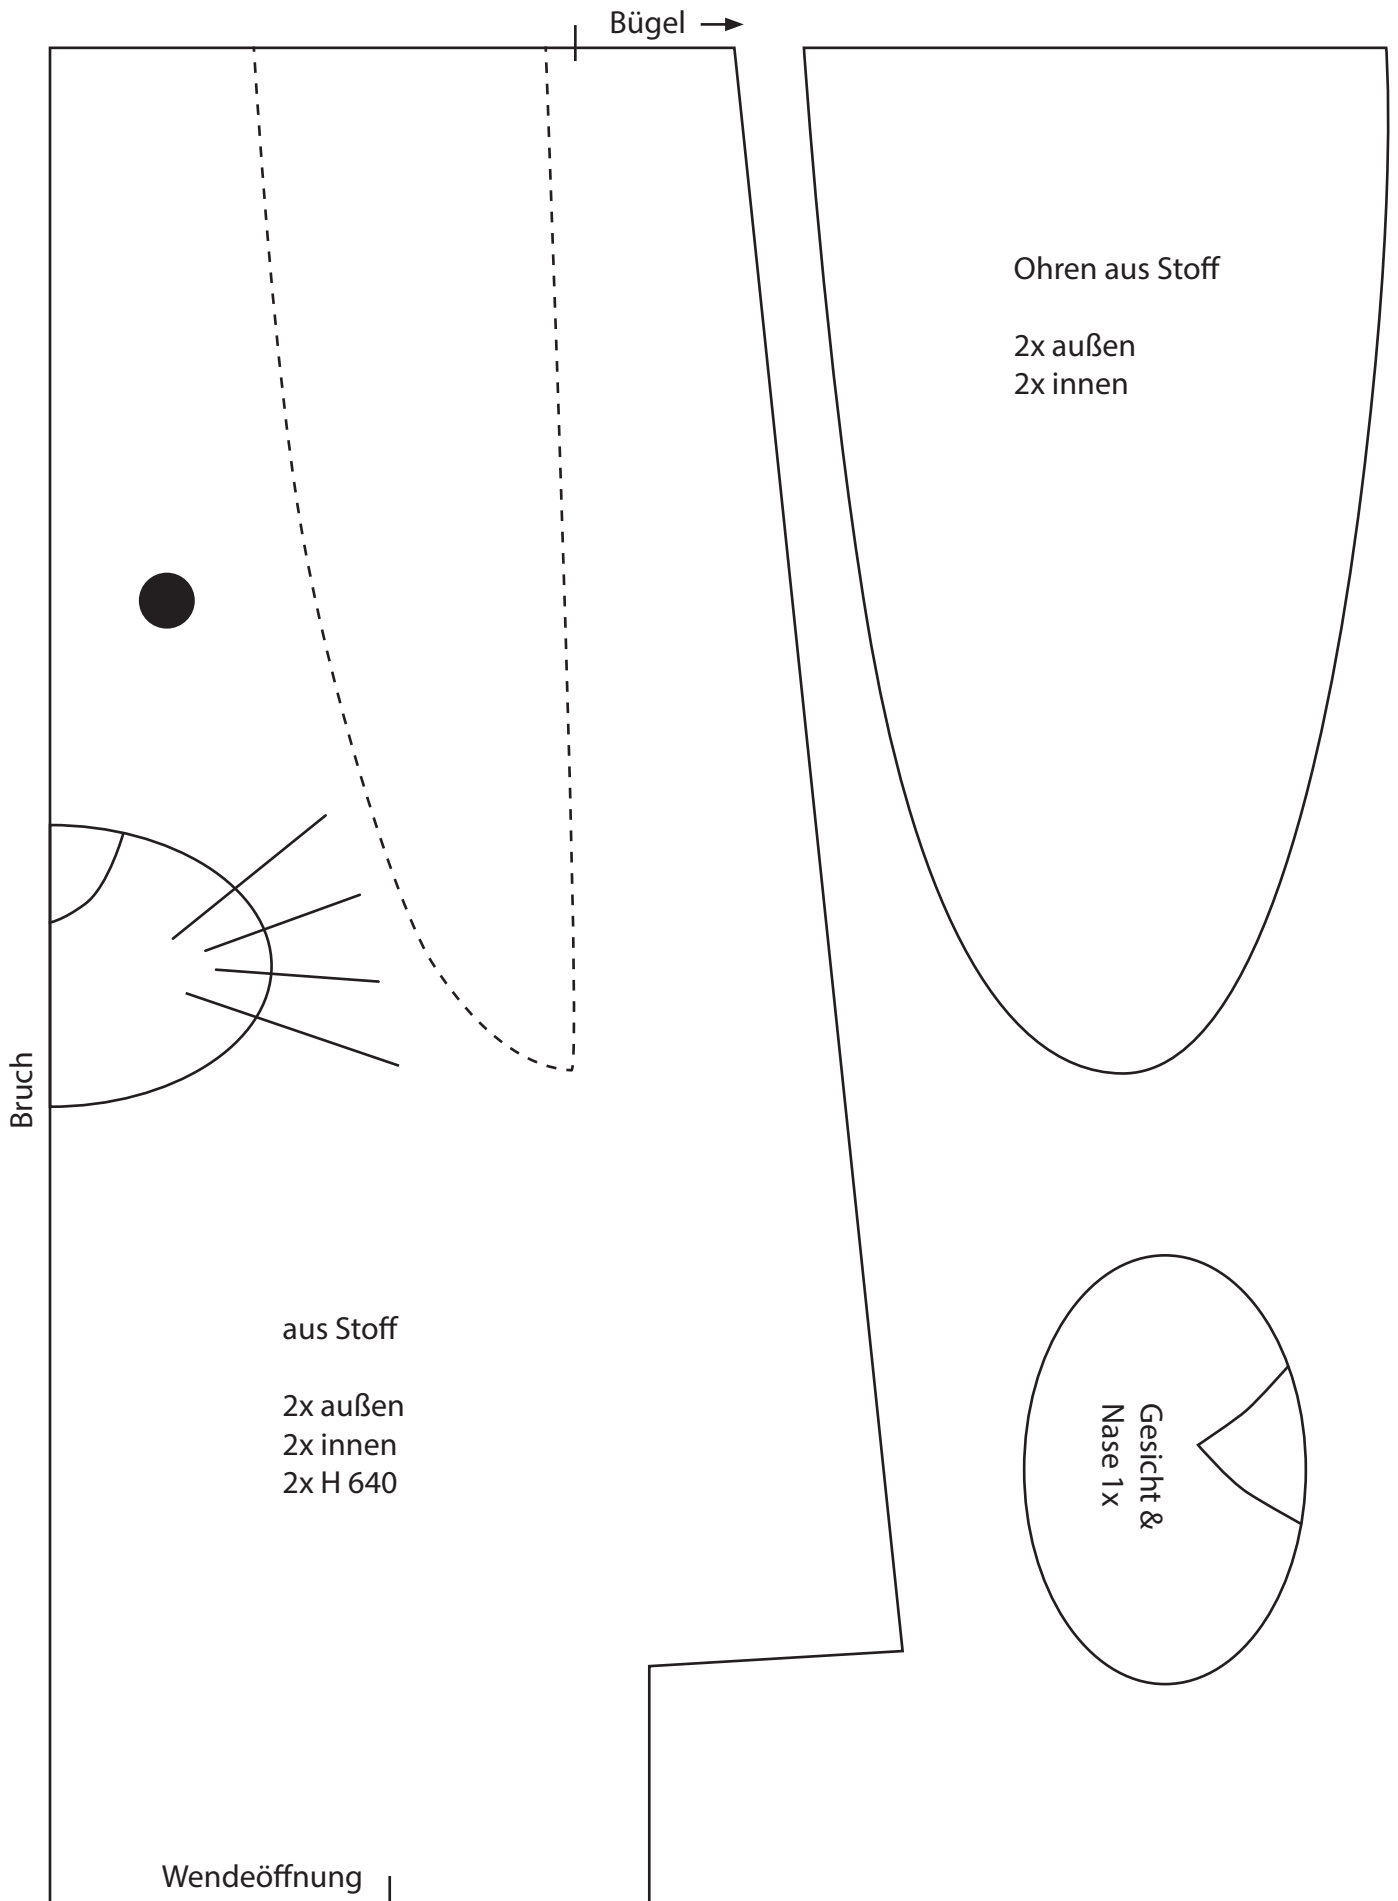 Bügel
Ohren aus Stoff
2x außen
2x innen
Bruch
aus Stoff
2x außen
2x innen
2x H 640
Gesicht &
Nase 1x
Wendeöffnung